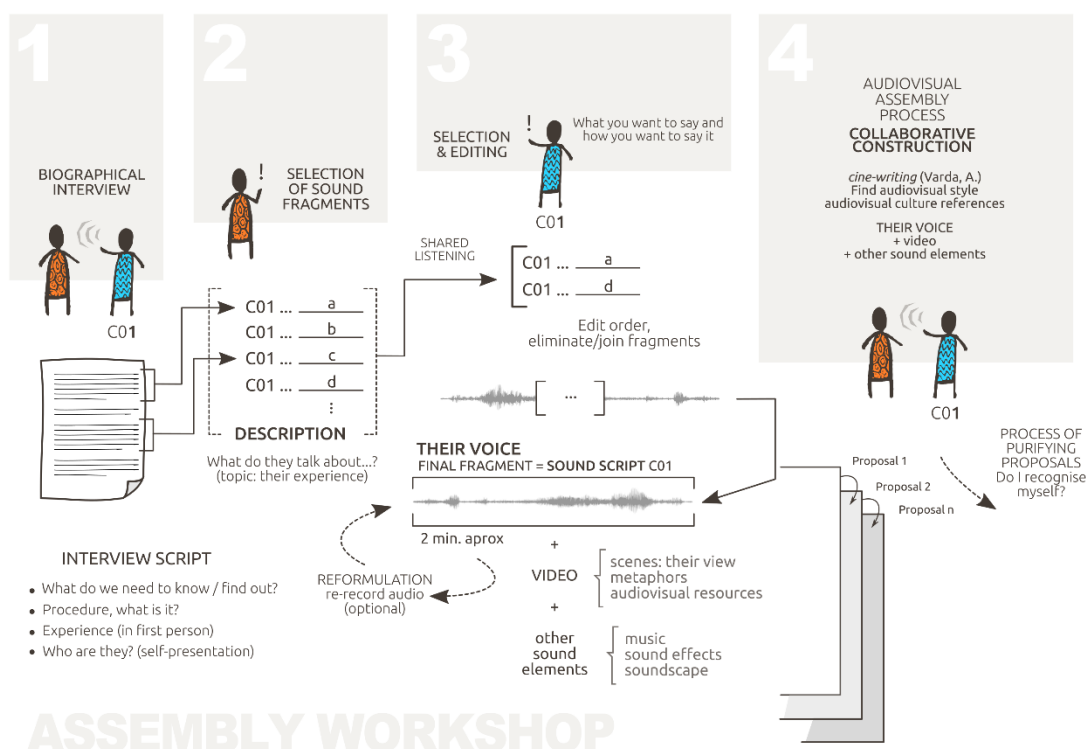 1
BIOGRAPHICAL
INTERVIEW
C01
2
!
SELECTION
OF SOUND
FRAGMENTS
C01 ... a
C01 ... b
C01 ... c
C01 ... d
...
DESCRIPTION
What do they talk about...?
(topic: their experience)
3
SELECTION
& EDITING
!
What you want to say and
how you want to say it
C01
SHARED
LISTENING
C01 ... a
C01 ... d
Edit order,
eliminate/join fragments
...
THEIR VOICE
FINAL FRAGMENT = SOUND SCRIPT C01
2 min. aprox
REFORMULATION
re-record audio
(optional)
+
VIDEO
scenes: their view
metaphors
audiovisual resources
+
other
sound
elements
music
sound effects
soundscape
4
AUDIOVISUAL
ASSEMBLY
PROCESS
COLLABORATIVE
CONSTRUCTION
cine-writing (Varda, A.)
Find audiovisual style
audiovisual culture references
THEIR VOICE
+ video
+ other sound elements
C01
Proposal 1
Proposal 2
Proposal n
PROCESS OF
PURIFYING
PROPOSALS
Do I recognise
myself?
INTERVIEW SCRIPT
• What do we need to know / find out?
• Procedure, what is it?
• Experience (in first person)
• Who are they? (self-presentation)
ASSEMBLY WORKSHOP